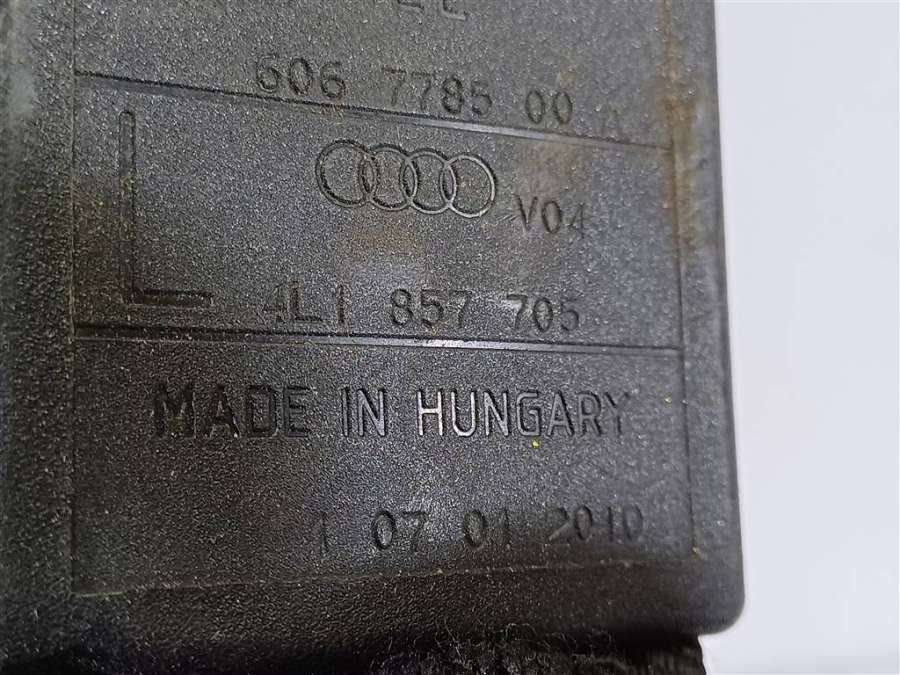 606 7785 00 A
L
V04
4L1 857 705
MADE IN HUNGARY
1 07 01 2010